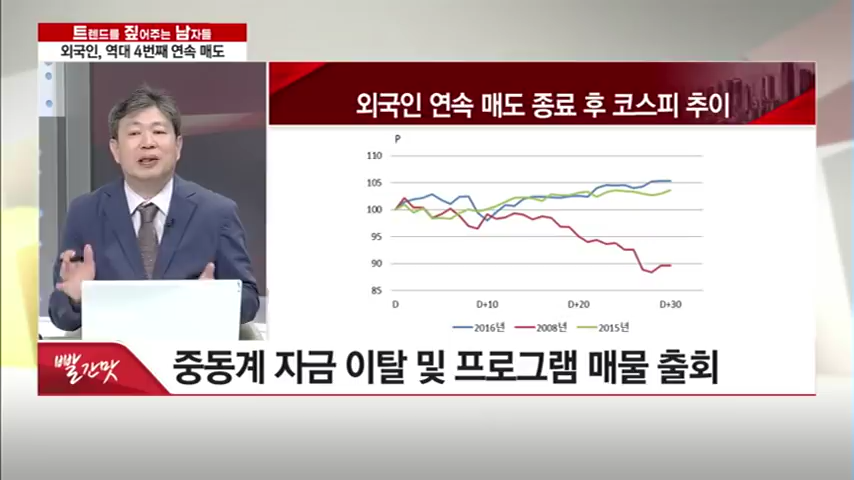 트렌드를 짚어주는 남자들
외국인, 역대 4번째 연속 매도
외국인 연속 매도 종료 후 코스피 추이
P
110
105
100
95
90
85
D
D+10
D+20
D+30
2016년
2008년
2015년
빨간맛
중동계 자금 이탈 및 프로그램 매물 출회